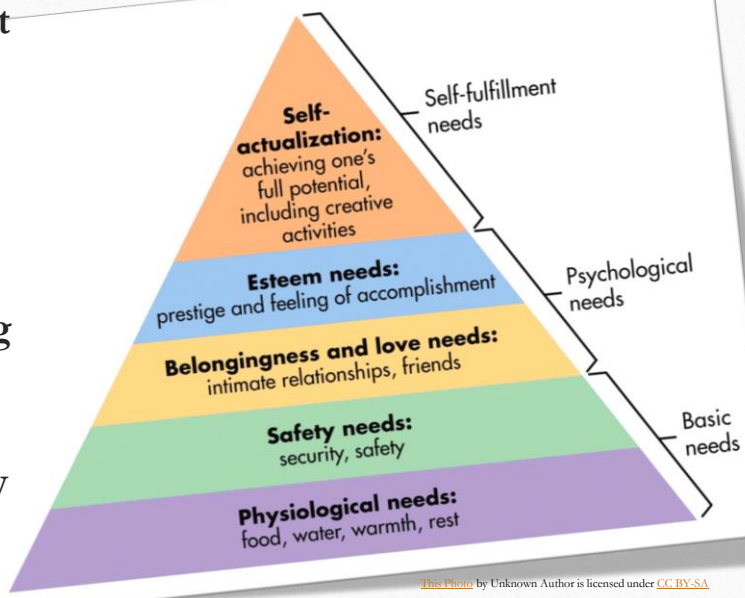 t
Self-
actualization:
achieving one's
full potential,
including creative
activities
Self-fulfillment
needs
Esteem needs:
prestige and feeling of accomplishment
Psychological
needs
g
Belongingness and love needs:
intimate relationships, friends
Safety needs:
security, safety
Basic
needs
y
Physiological needs:
food, water, warmth, rest
This Photo by Unknown Author is licensed under CC BY-SA